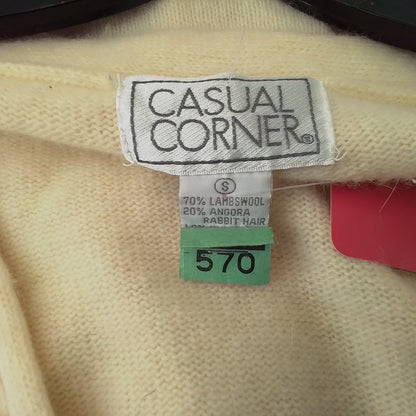 CASUAL
CORNER®
S
70% LAMBSWOOL
20% ANGORA
RABBIT HAIR
570